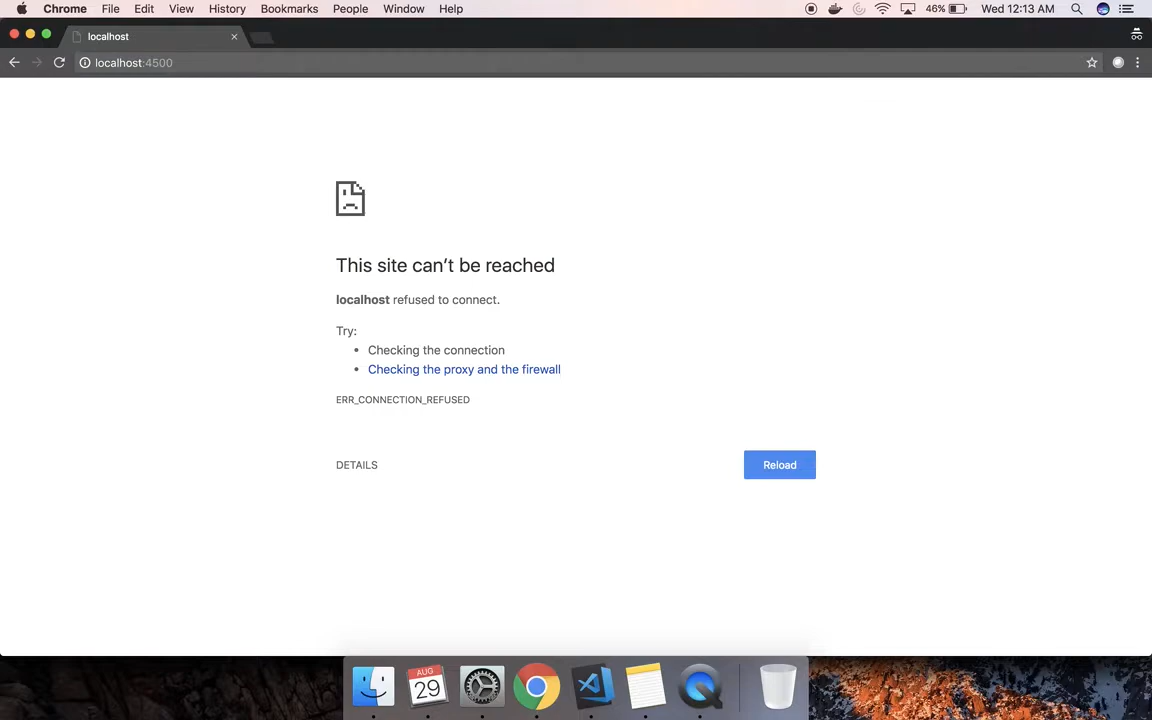 Chrome File Edit View History Bookmarks People Window Help 46% Wed 12:13 AM
localhost
localhost:4500
This site can't be reached
localhost refused to connect.
Try:
• Checking the connection
• Checking the proxy and the firewall
ERR_CONNECTION_REFUSED
DETAILS Reload
AUG
29